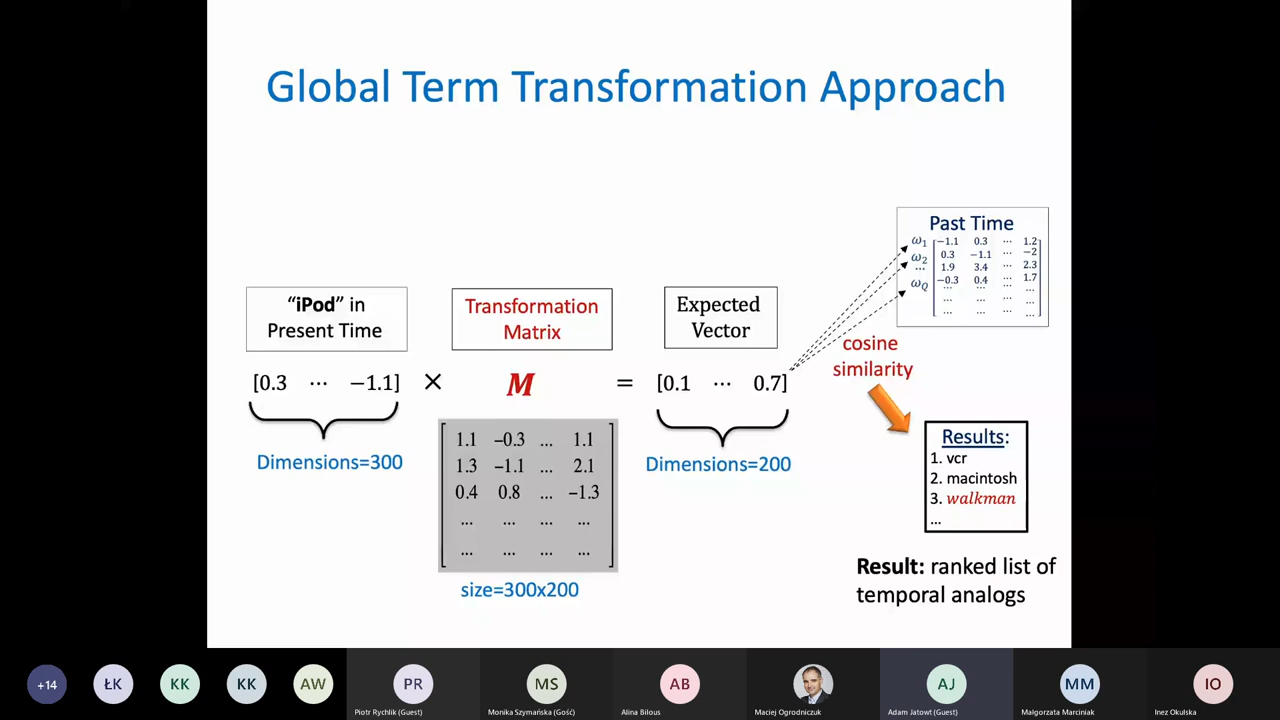 Global Term Transformation Approach
Past Time
ω1 −1.1 0.3 ... 1.2
ω2 0.3 −1.1 ... −2
... 1.9 3.4 ... 2.3
ωQ −0.3 0.4 ... 1.7
... ... ... ...
... ... ... ...
... ... ... ...
“iPod” in
Present Time
Transformation
Matrix
Expected
Vector
cosine
similarity
[0.3 ... −1.1] × M = [0.1 ... 0.7]
Dimensions=300
1.1 −0.3 ... 1.1
1.3 −1.1 ... 2.1
0.4 0.8 ... −1.3
... ... ... ...
... ... ... ...
size=300x200
Dimensions=200
Results:
1. vcr
2. macintosh
3. walkman
...
Result: ranked list of
temporal analogs
+14
ŁK
KK
KK
AW
PR
Piotr Rychlik (Guest)
MS
Monika Szymańska (Gość)
AB
Alina Bilous
Maciej Ogrodniczuk
AJ
Adam Jatowt (Guest)
MM
Małgorzata Marciniak
IO
Inez Okulska